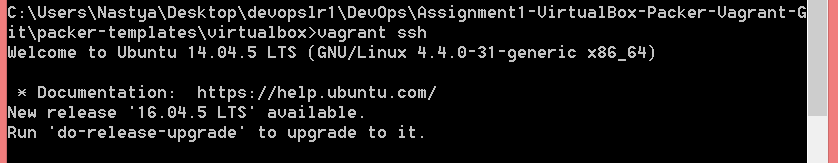 C:\Users\Nastya\Desktop\devopslr1\DevOps\Assignment1-VirtualBox-Packer-Vagrant-G
it\packer-templates\virtualbox>vagrant ssh
Welcome to Ubuntu 14.04.5 LTS (GNU/Linux 4.4.0-31-generic x86_64)
* Documentation:  https://help.ubuntu.com/
New release '16.04.5 LTS' available.
Run 'do-release-upgrade' to upgrade to it.